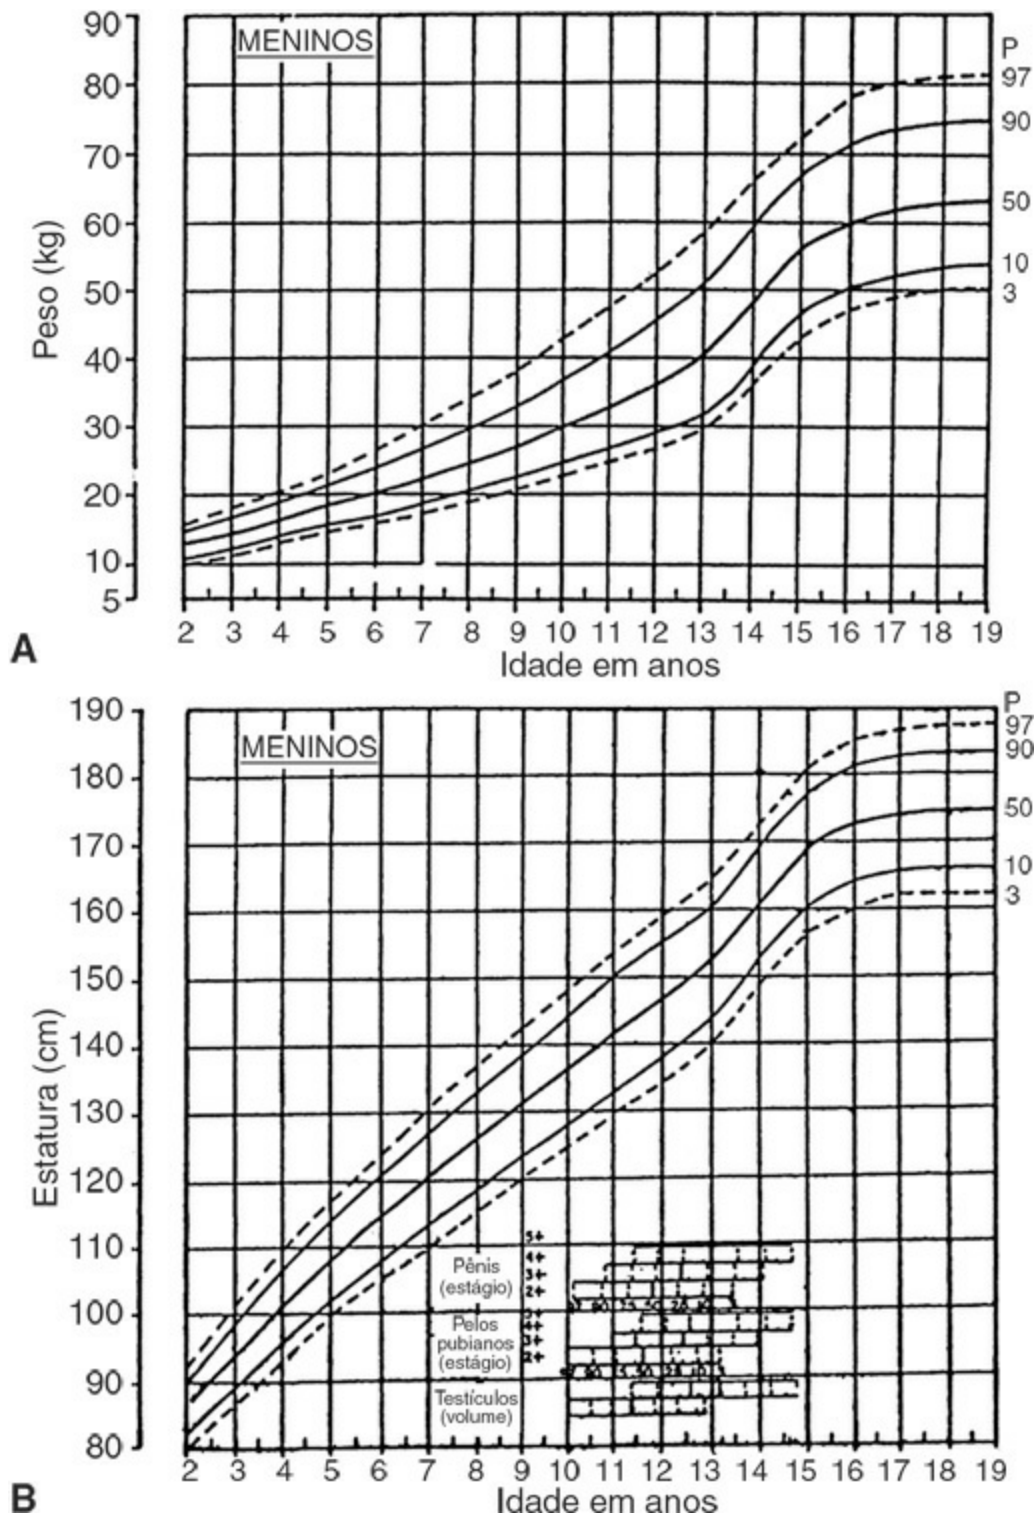 MENINOS
P
97
90
50
10
3
90
80
70
60
50
40
30
20
10
5
Peso (kg)
2 3 4 5 6 7 8 9 10 11 12 13 14 15 16 17 18 19
Idade em anos
A
MENINOS
P
97
90
50
10
3
190
180
170
160
150
140
130
120
110
100
90
80
Estatura (cm)
Pênis
(estágio)
5+
4+
3+
2+
Pelos
pubianos
(estágio)
4+
3+
2+
Testículos
(volume)
2 3 4 5 6 7 8 9 10 11 12 13 14 15 16 17 18 19
Idade em anos
B